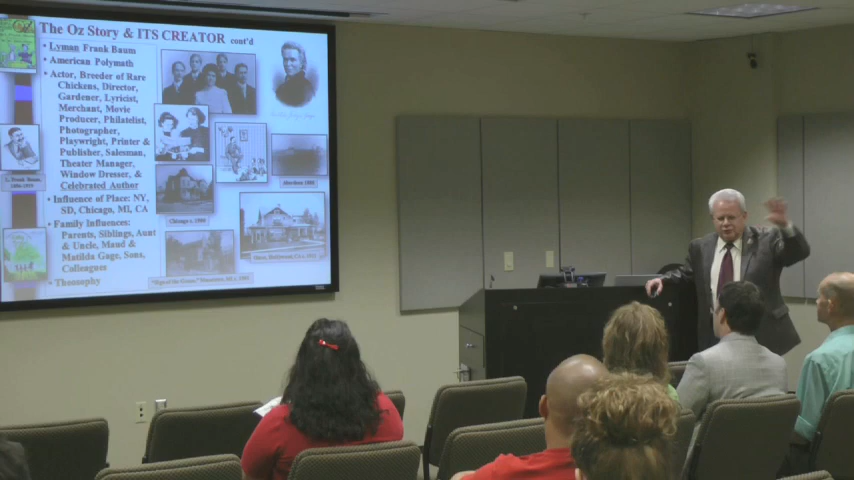 The Oz Story & ITS CREATOR cont'd
• Lyman Frank Baum
• American Polymath
• Actor, Breeder of Rare
Chickens, Director,
Gardener, Lyricist,
Merchant, Movie
Producer, Philatelist,
Photographer,
Playwright, Printer &
Publisher, Salesman,
Theater Manager,
Window Dresser, &
Celebrated Author
• Influence of Place: NY,
SD, Chicago, MI, CA
• Family Influences:
Parents, Siblings, Aunt
& Uncle, Maud &
Matilda Gage, Sons,
Colleagues
• Theosophy
L. Frank Baum,
Aberdeen 1888
Chicago c. 1900